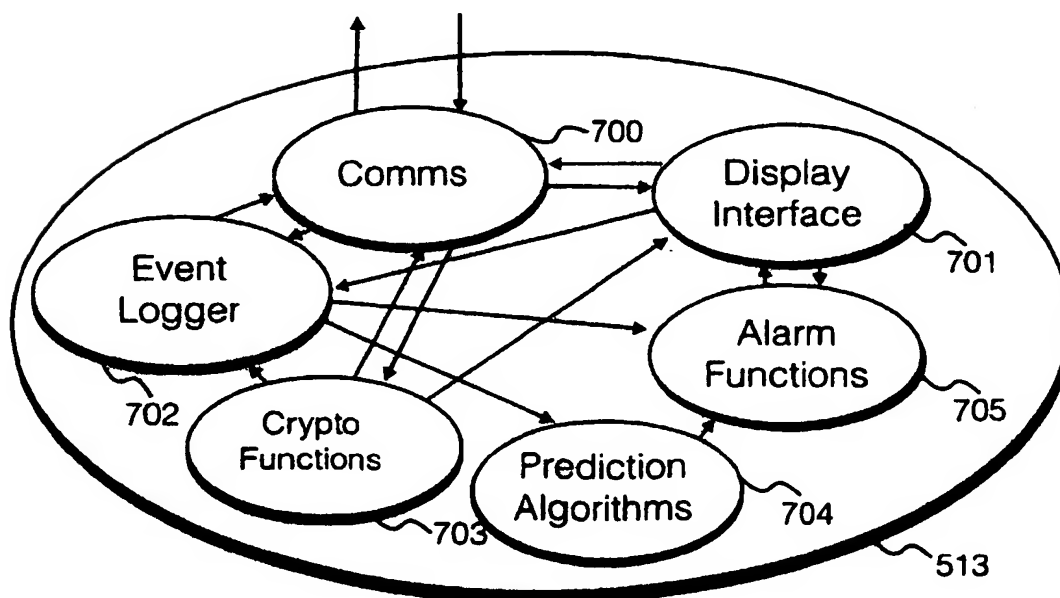 700
Comms
Display
Interface
701
Event
Logger
702
Alarm
Functions
705
Crypto
Functions
703
Prediction
Algorithms
704
513